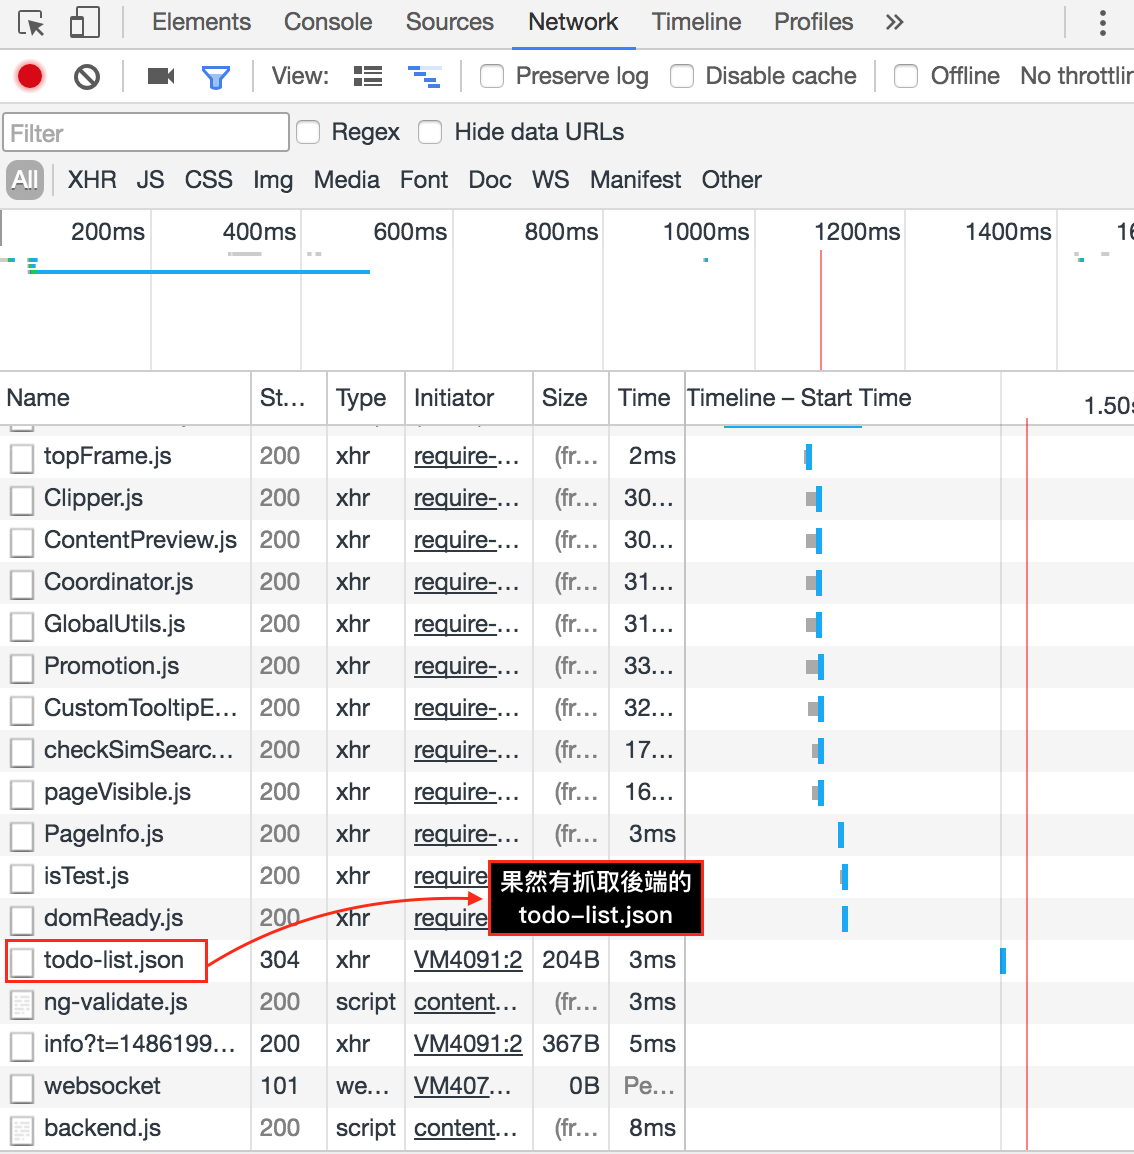 Elements Console Sources Network Timeline Profiles »
View: Preserve log Disable cache Offline No throttlin
Filter Regex Hide data URLs
All XHR JS CSS Img Media Font Doc WS Manifest Other
200ms 400ms 600ms 800ms 1000ms 1200ms 1400ms 16
Name St... Type Initiator Size Time Timeline – Start Time 1.50s
topFrame.js 200 xhr require-... (fr... 2ms
Clipper.js 200 xhr require-... (fr... 30...
ContentPreview.js 200 xhr require-... (fr... 30...
Coordinator.js 200 xhr require-... (fr... 31...
GlobalUtils.js 200 xhr require-... (fr... 31...
Promotion.js 200 xhr require-... (fr... 33...
CustomTooltipE... 200 xhr require-... (fr... 32...
checkSimSearc... 200 xhr require-... (fr... 17...
pageVisible.js 200 xhr require-... (fr... 16...
PageInfo.js 200 xhr require-... (fr... 3ms
isTest.js 200 xhr require
果然有抓取後端的
todo-list.json
domReady.js 200 xhr require
todo-list.json 304 xhr VM4091:2 204B 3ms
ng-validate.js 200 script content... (fr... 3ms
info?t=1486199... 200 xhr VM4091:2 367B 5ms
websocket 101 we... VM407... 0B Pe...
backend.js 200 script content... (fr... 8ms